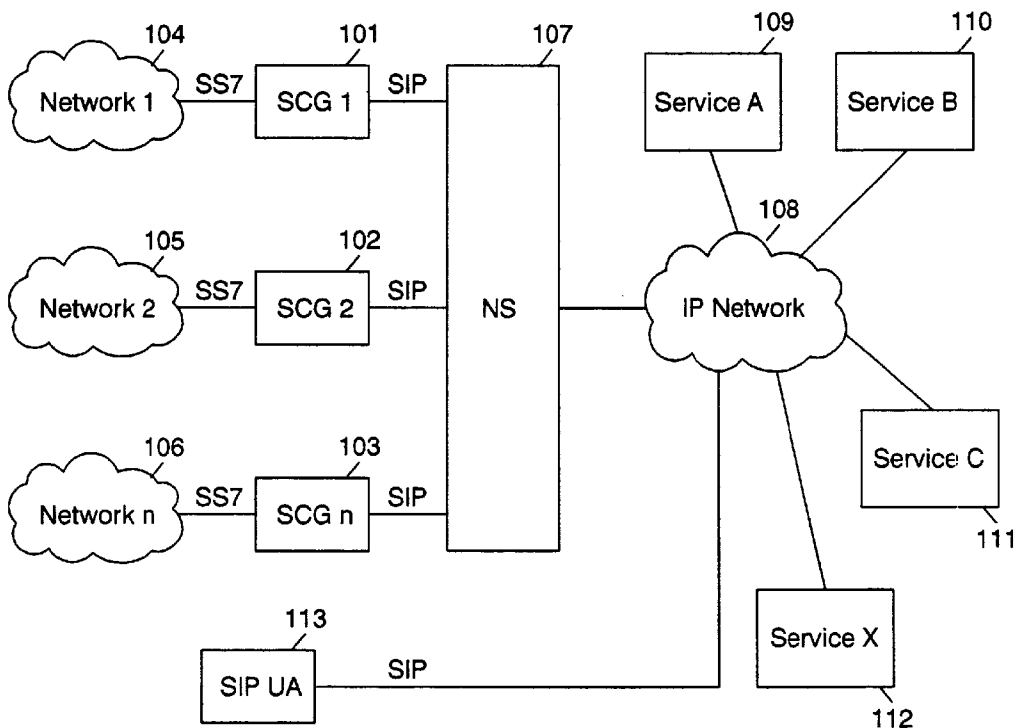 104
101
107
109
110
Network 1
SS7
SCG 1
SIP
Service A
Service B
105
102
108
Network 2
SS7
SCG 2
SIP
NS
IP Network
106
103
Network n
SS7
SCG n
SIP
Service C
111
113
SIP UA
SIP
Service X
112